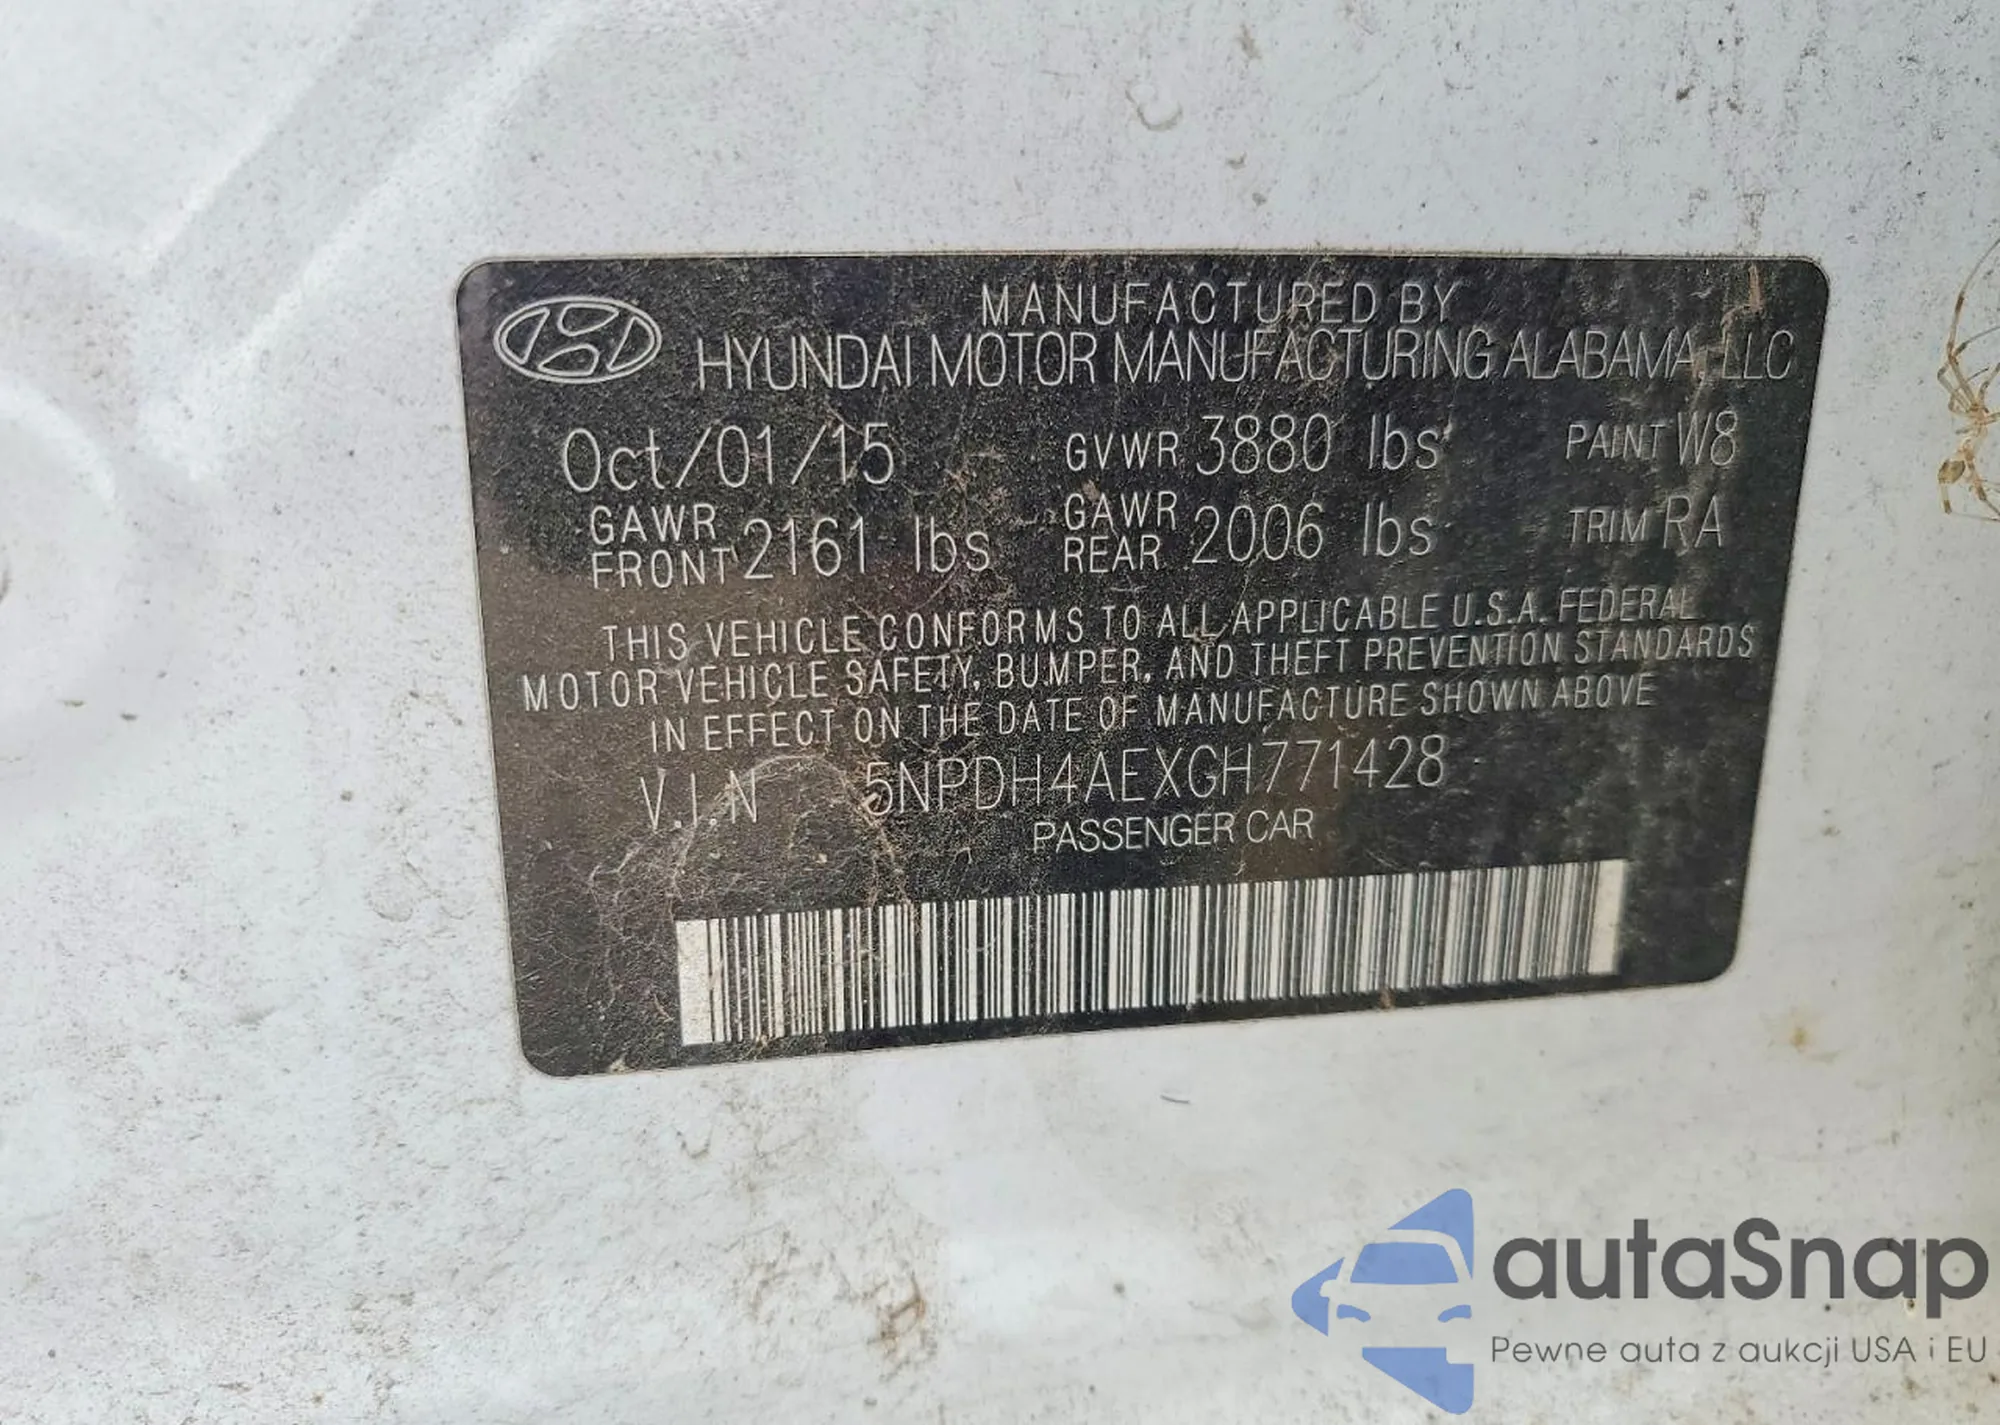 MANUFACTURED BY
HYUNDAI MOTOR MANUFACTURING ALABAMA, LLC
Oct/01/15 GVWR 3880 lbs PAINT W8
GAWR FRONT 2161 lbs GAWR REAR 2006 lbs TRIM RA
THIS VEHICLE CONFORMS TO ALL APPLICABLE U.S.A. FEDERAL
MOTOR VEHICLE SAFETY, BUMPER, AND THEFT PREVENTION STANDARDS
IN EFFECT ON THE DATE OF MANUFACTURE SHOWN ABOVE
V.I.N 5NPDH4AEXGH771428
PASSENGER CAR
autaSnap
Pewne auta z aukcji USA i EU